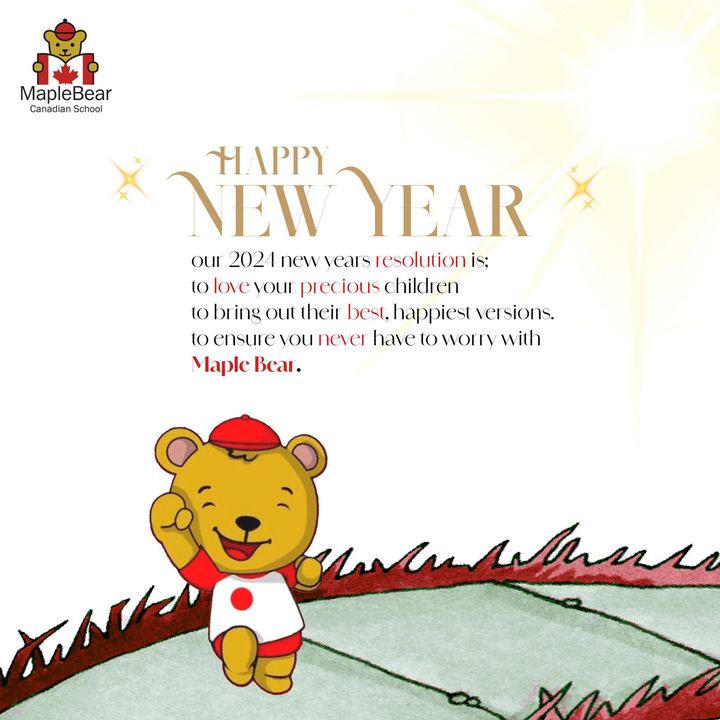 MapleBear
Canadian School
HAPPY
NEW YEAR
our 2024 new years resolution is;
to love your precious children
to bring out their best, happiest versions.
to ensure you never have to worry with
Maple Bear.